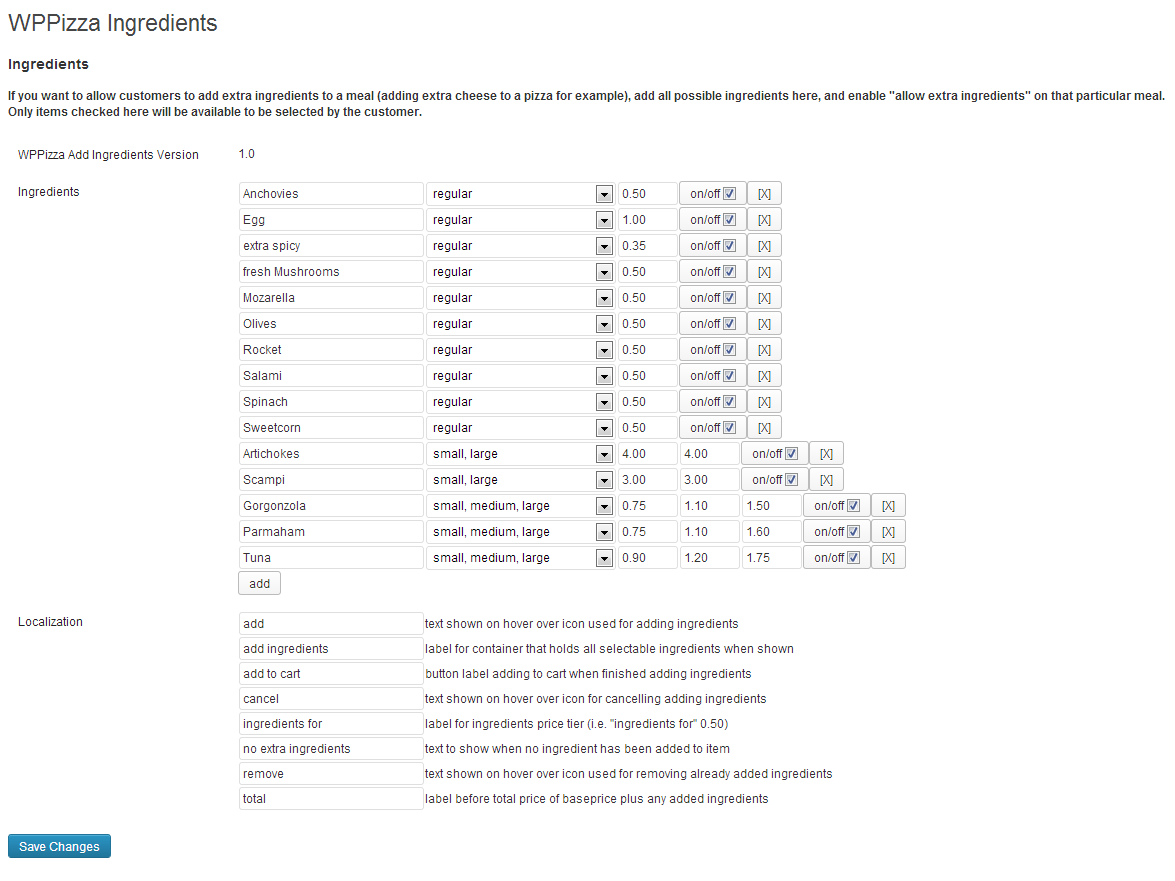 WPPizza Ingredients
Ingredients
If you want to allow customers to add extra ingredients to a meal (adding extra cheese to a pizza for example), add all possible ingredients here, and enable "allow extra ingredients" on that particular meal.
Only items checked here will be available to be selected by the customer.
WPPizza Add Ingredients Version 1.0
Ingredients
Anchovies regular 0.50 on/off [X]
Egg regular 1.00 on/off [X]
extra spicy regular 0.35 on/off [X]
fresh Mushrooms regular 0.50 on/off [X]
Mozarella regular 0.50 on/off [X]
Olives regular 0.50 on/off [X]
Rocket regular 0.50 on/off [X]
Salami regular 0.50 on/off [X]
Spinach regular 0.50 on/off [X]
Sweetcorn regular 0.50 on/off [X]
Artichokes small, large 4.00 4.00 on/off [X]
Scampi small, large 3.00 3.00 on/off [X]
Gorgonzola small, medium, large 0.75 1.10 1.50 on/off [X]
Parmaham small, medium, large 0.75 1.10 1.60 on/off [X]
Tuna small, medium, large 0.90 1.20 1.75 on/off [X]
add
Localization
add text shown on hover over icon used for adding ingredients
add ingredients label for container that holds all selectable ingredients when shown
add to cart button label adding to cart when finished adding ingredients
cancel text shown on hover over icon for cancelling adding ingredients
ingredients for label for ingredients price tier (i.e. "ingredients for" 0.50)
no extra ingredients text to show when no ingredient has been added to item
remove text shown on hover over icon used for removing already added ingredients
total label before total price of baseprice plus any added ingredients
Save Changes